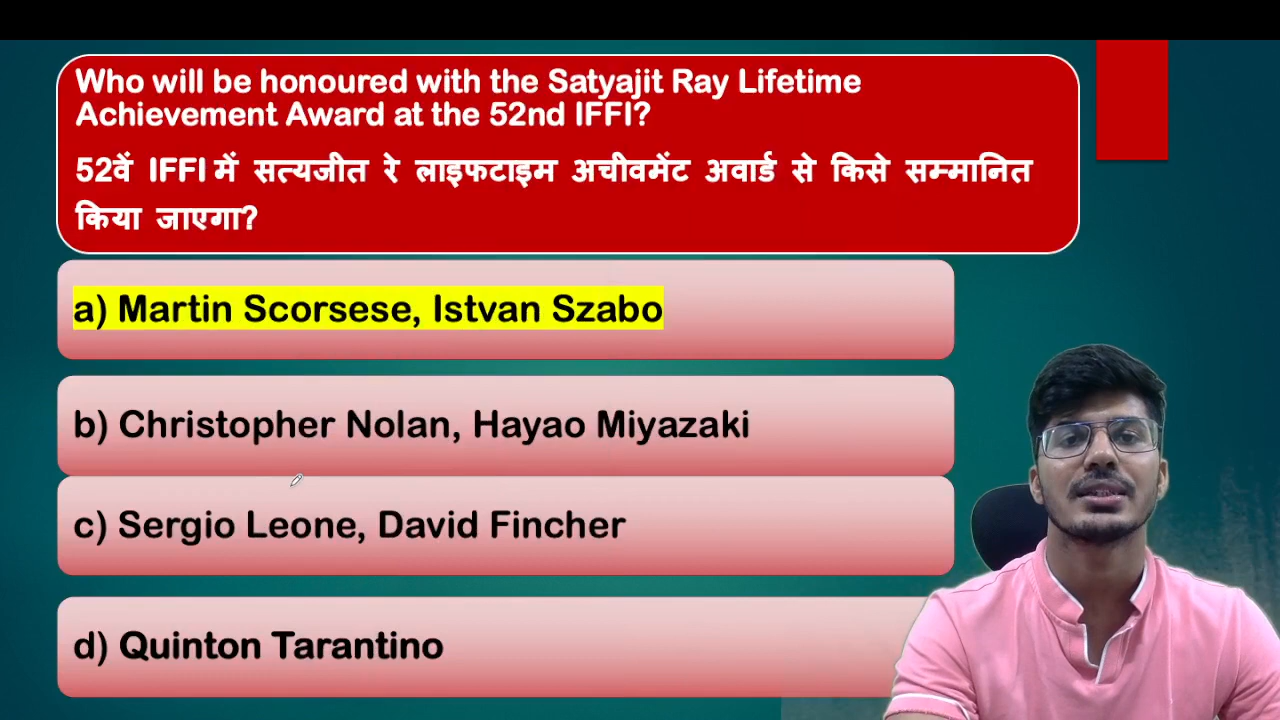 Who will be honoured with the Satyajit Ray Lifetime
Achievement Award at the 52nd IFFI?
52वें IFFI में सत्यजीत रे लाइफटाइम अचीवमेंट अवार्ड से किसे सम्मानित
किया जाएगा?
a) Martin Scorsese, Istvan Szabo
b) Christopher Nolan, Hayao Miyazaki
c) Sergio Leone, David Fincher
d) Quinton Tarantino